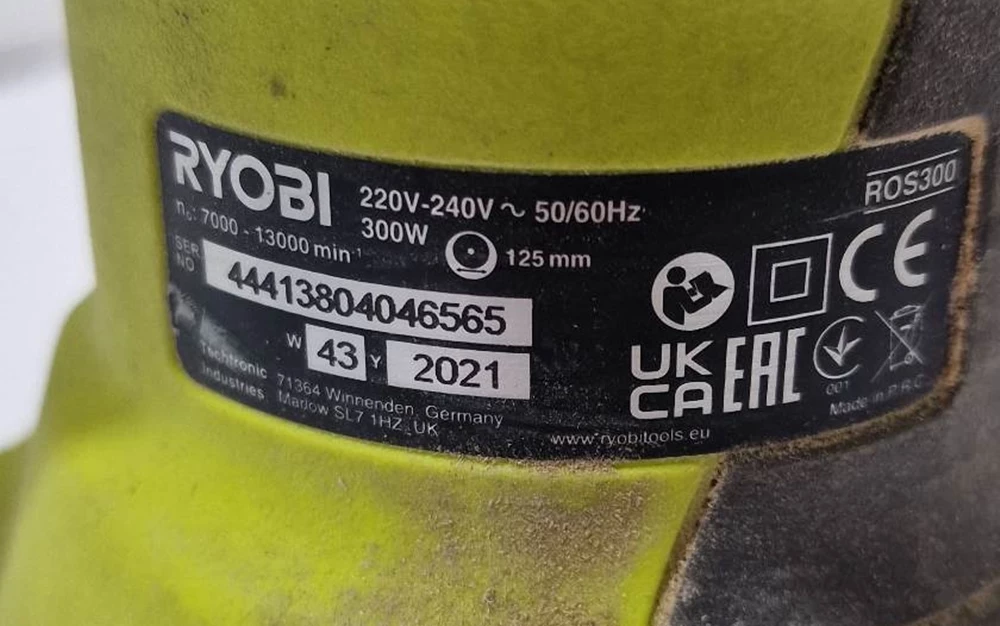 RYOBI
220V-240V ~ 50/60Hz
300W
125 mm
n₀: 7000 - 13000 min⁻¹
SER.
NO
44413804046565
W 43 Y 2021
Techtronic
Industries
71364 Winnenden, Germany
Marlow SL7 1HZ UK
www.ryobitools.eu
ROS300
CE
UK
CA
EAC
001
Made in P.R.C.